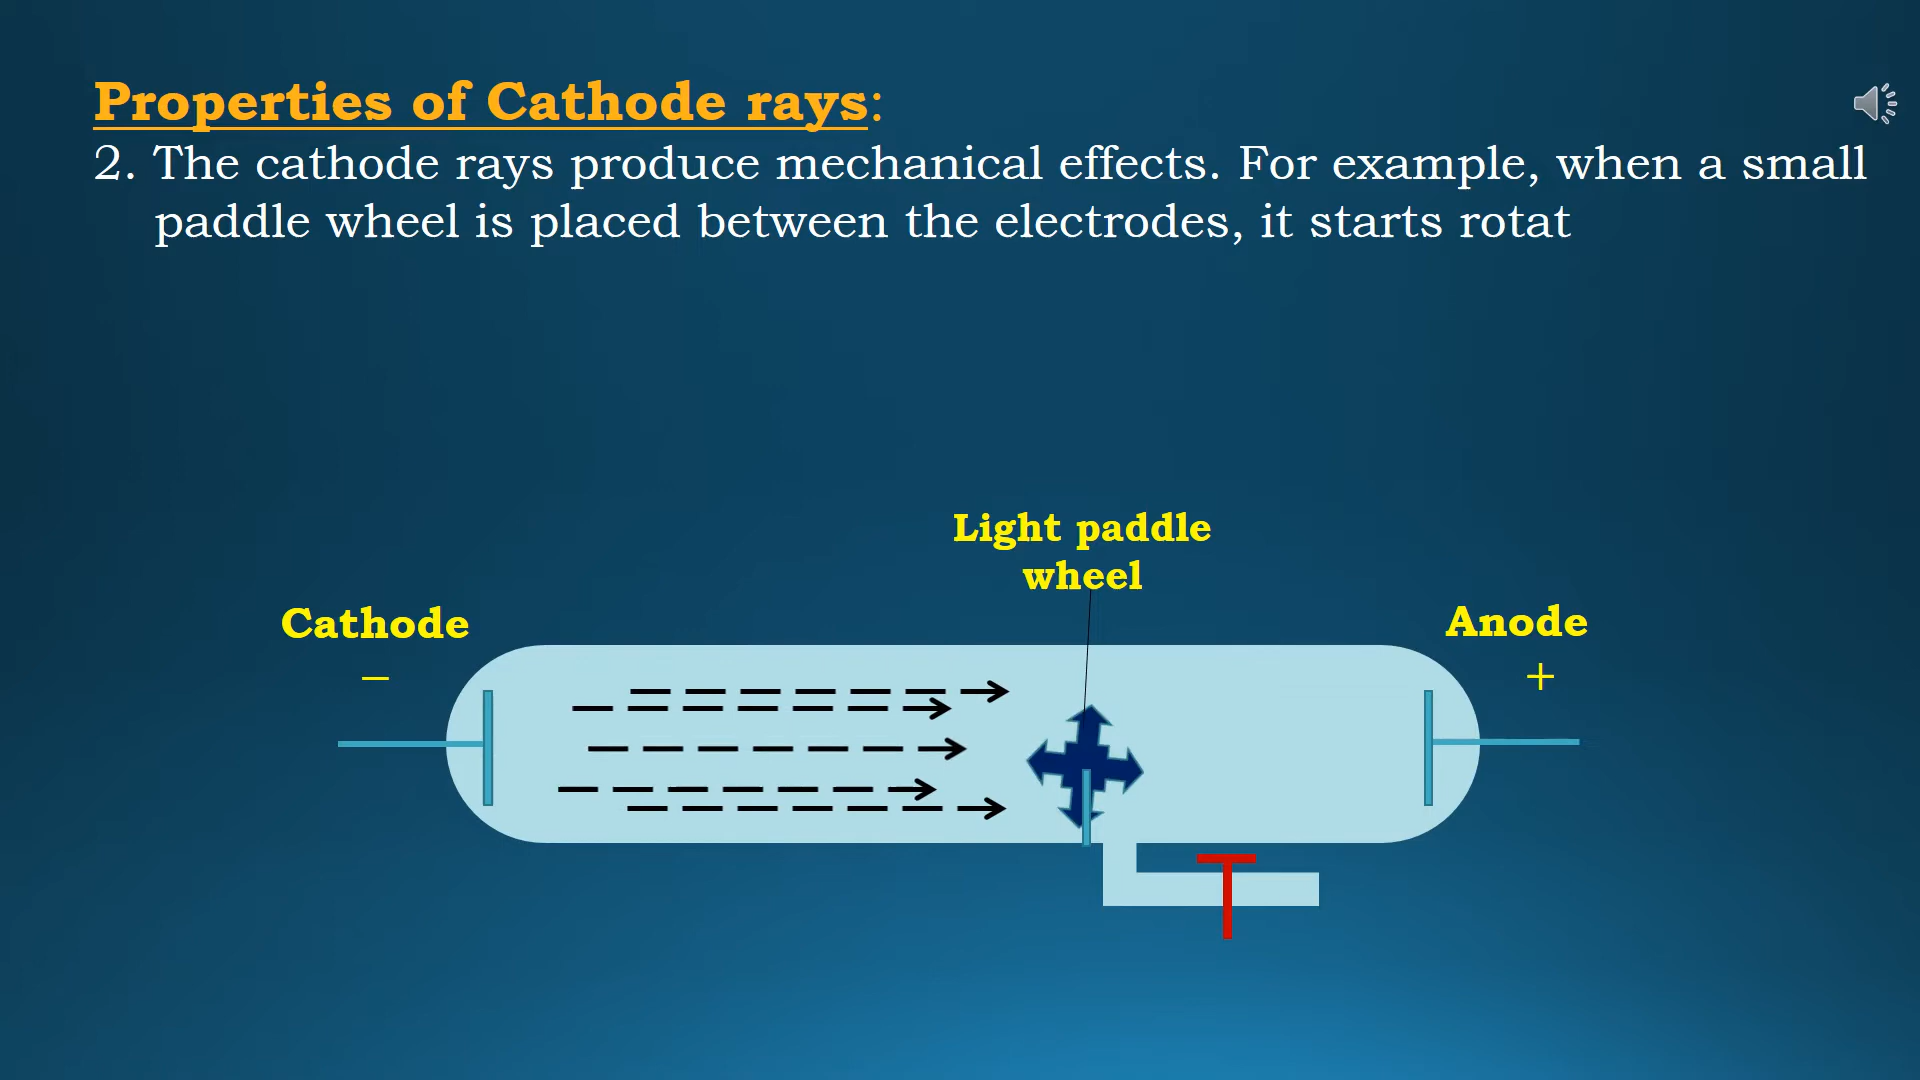 Properties of Cathode rays:
2. The cathode rays produce mechanical effects. For example, when a small
paddle wheel is placed between the electrodes, it starts rotat
Light paddle
wheel
Cathode
−
Anode
+